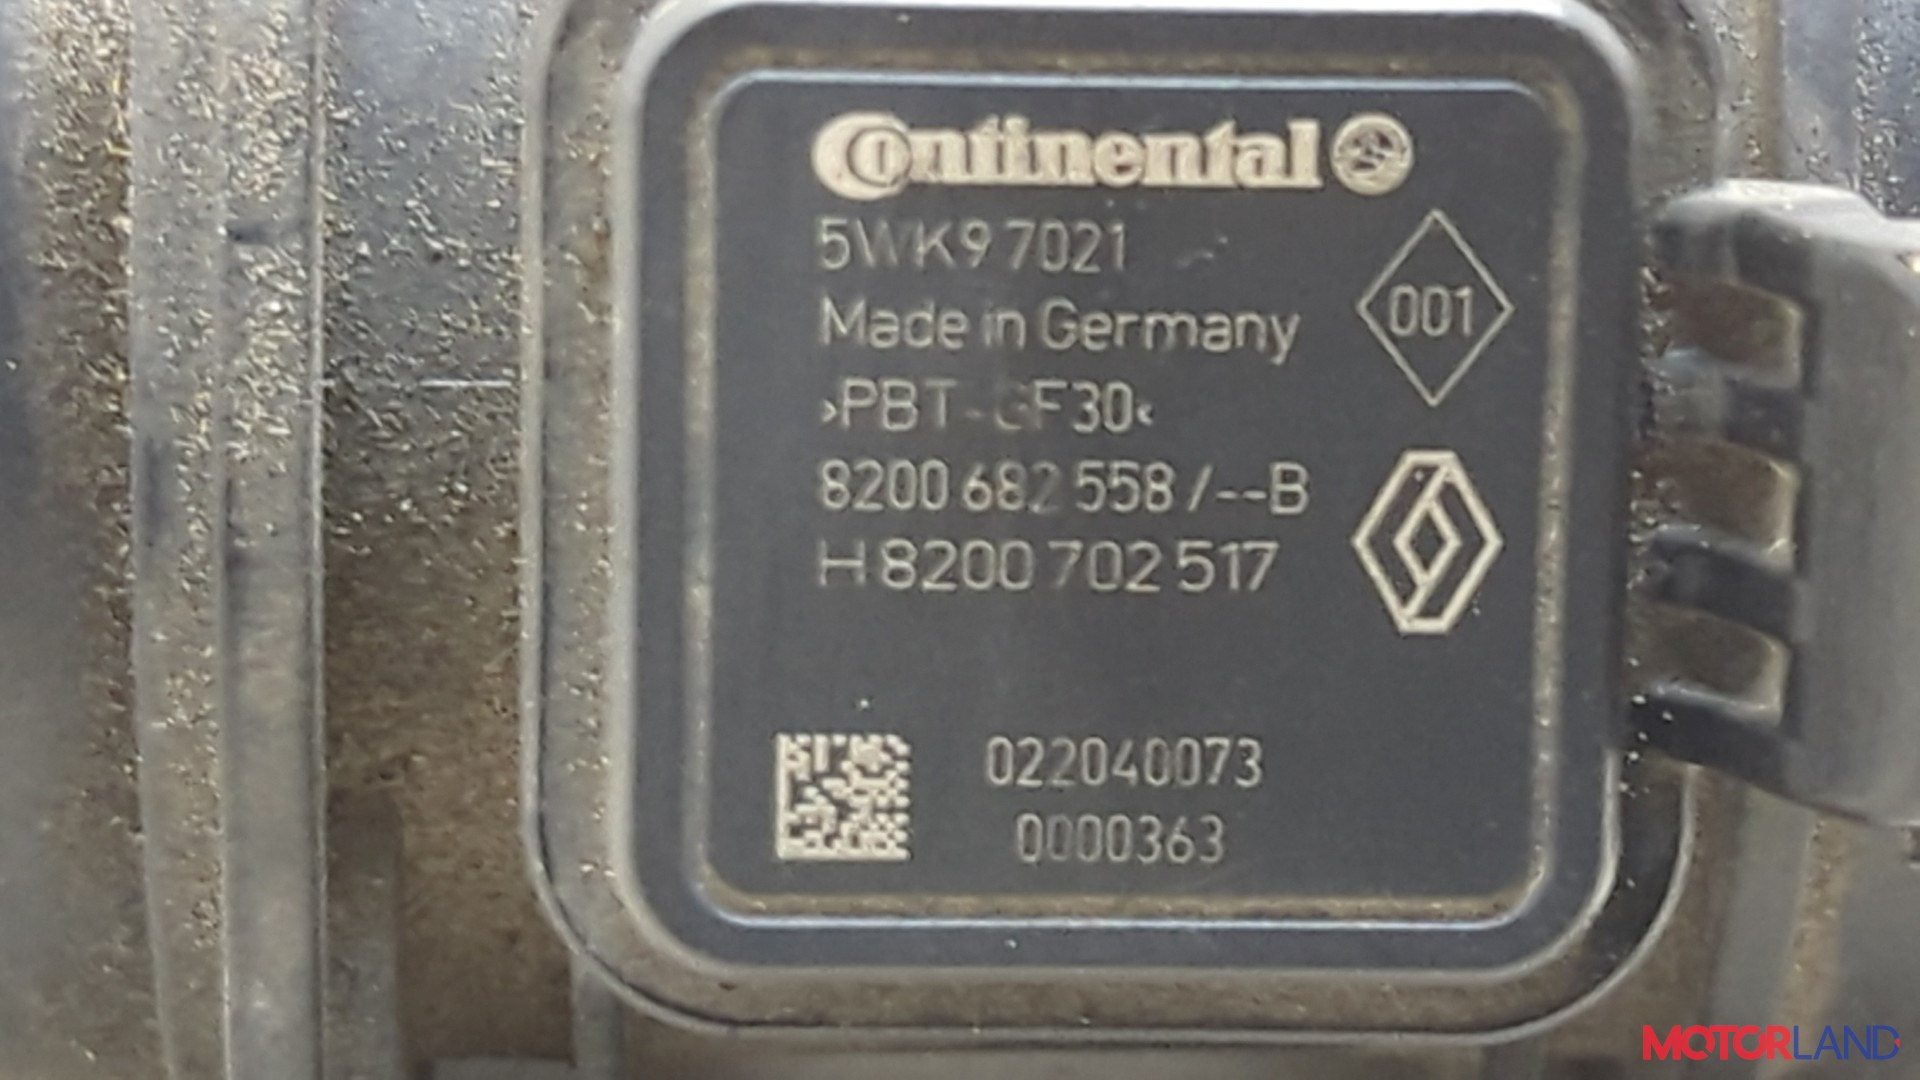 Continental
5WK9 7021
001
Made in Germany
>PBT-GF30<
8200 682 558 /--B
H 8200 702 517
022040073
0000363
MOTORLAND